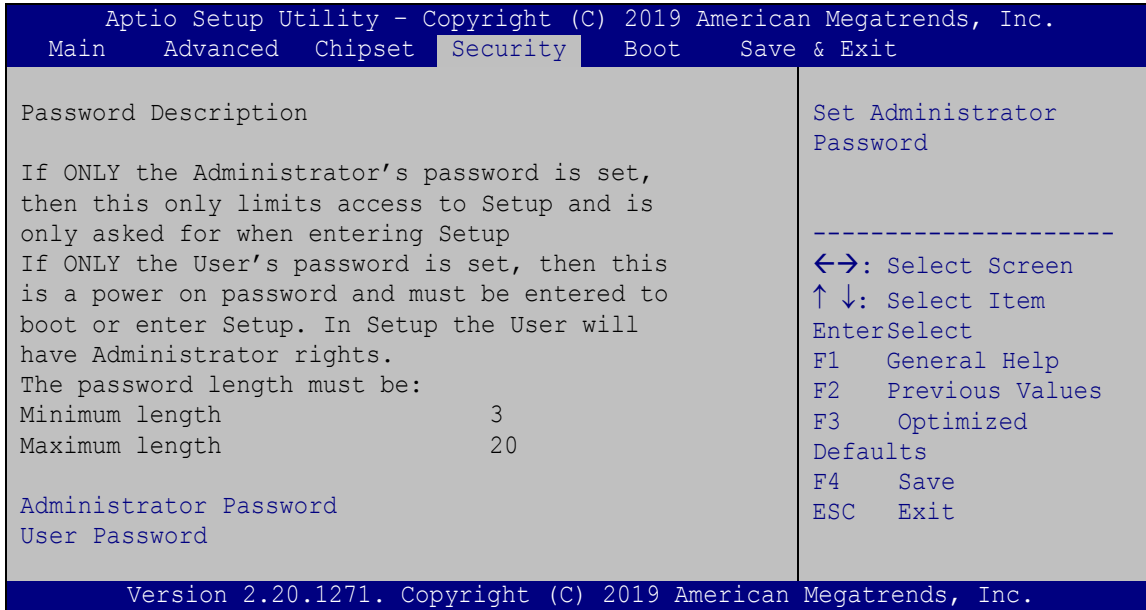 Aptio Setup Utility – Copyright (C) 2019 American Megatrends, Inc.
Main Advanced Chipset Security Boot Save & Exit
Password Description
If ONLY the Administrator’s password is set,
then this only limits access to Setup and is
only asked for when entering Setup
If ONLY the User’s password is set, then this
is a power on password and must be entered to
boot or enter Setup. In Setup the User will
have Administrator rights.
The password length must be:
Minimum length 3
Maximum length 20
Administrator Password
User Password
Set Administrator
Password
---------------------
←→: Select Screen
↑ ↓: Select Item
EnterSelect
F1 General Help
F2 Previous Values
F3 Optimized
Defaults
F4 Save
ESC Exit
Version 2.20.1271. Copyright (C) 2019 American Megatrends, Inc.